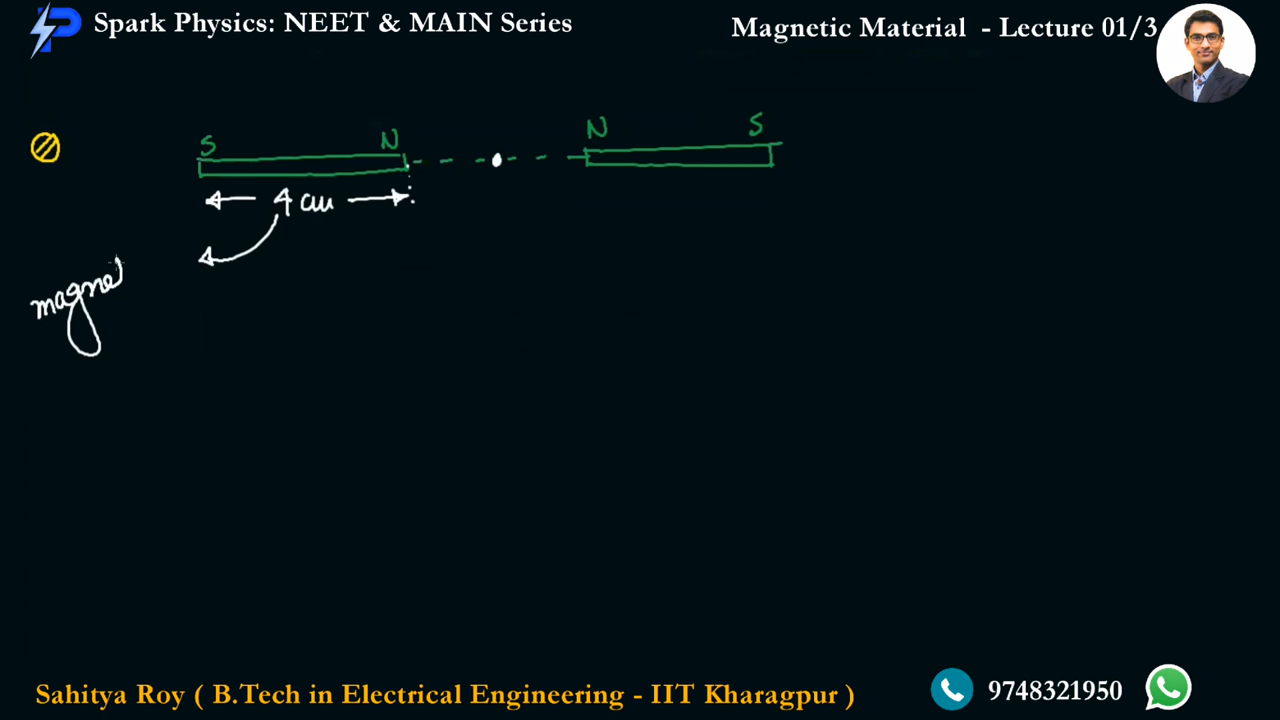 Spark Physics: NEET & MAIN Series
Magnetic Material - Lecture 01/3
S N N S
4 cm
magne
Sahitya Roy ( B.Tech in Electrical Engineering - IIT Kharagpur )
9748321950